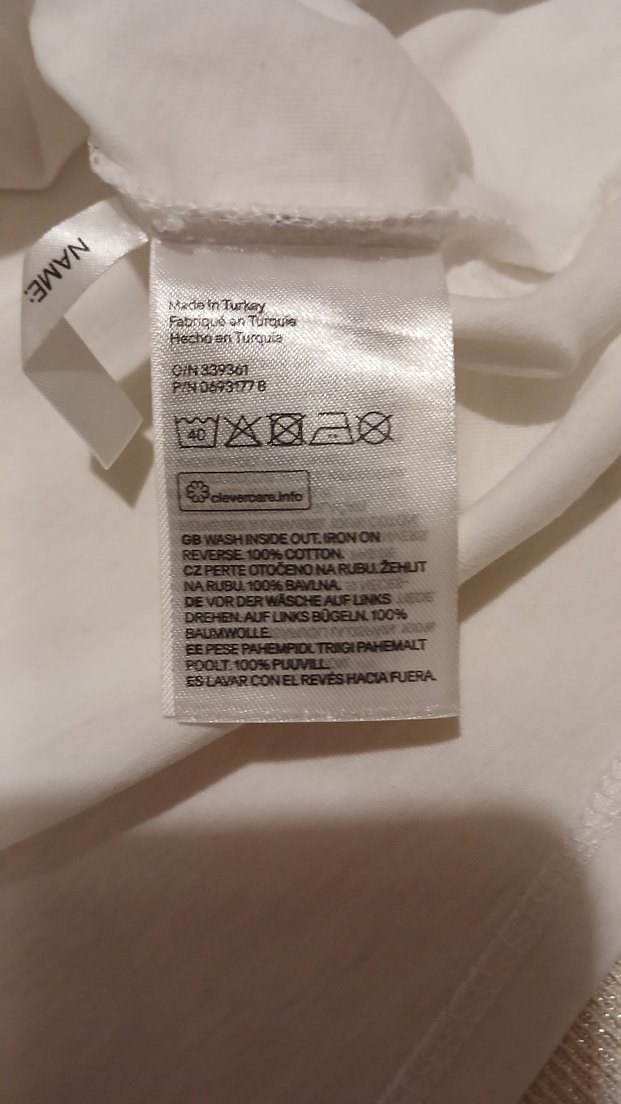 NAME:
Made in Turkey
Fabriqué en Turquie
Hecho en Turquía
O/N 339361
P/N 0693177 8
40
clevercare.info
GB WASH INSIDE OUT. IRON ON
REVERSE. 100% COTTON.
CZ PERTE OTOČENO NA RUBU. ŽEHLIT
NA RUBU. 100% BAVLNA.
DE VOR DER WÄSCHE AUF LINKS
DREHEN. AUF LINKS BÜGELN. 100%
BAUMWOLLE.
EE PESE PAHEMPIDI. TRIIGI PAHEMALT
POOLT. 100% PUUVILL.
ES LAVAR CON EL REVÉS HACIA FUERA.